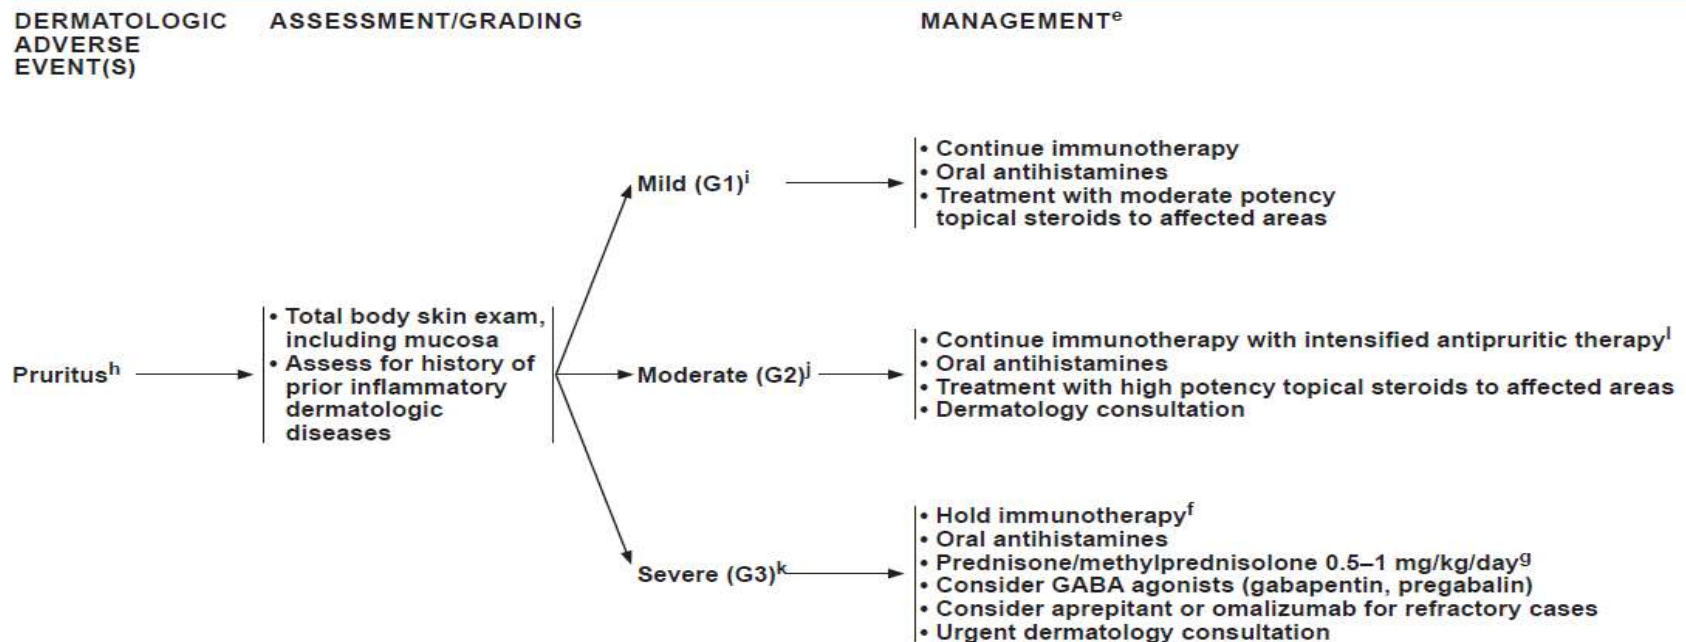 DERMATOLOGIC ADVERSE EVENT(S)
ASSESSMENT/GRADING
MANAGEMENTᵉ
Pruritusʰ
• Total body skin exam,
including mucosa
• Assess for history of
prior inflammatory
dermatologic
diseases
Mild (G1)ⁱ
• Continue immunotherapy
• Oral antihistamines
• Treatment with moderate potency
topical steroids to affected areas
Moderate (G2)ʲ
• Continue immunotherapy with intensified antipruritic therapyˡ
• Oral antihistamines
• Treatment with high potency topical steroids to affected areas
• Dermatology consultation
Severe (G3)ᵏ
• Hold immunotherapyᶠ
• Oral antihistamines
• Prednisone/methylprednisolone 0.5–1 mg/kg/dayᵍ
• Consider GABA agonists (gabapentin, pregabalin)
• Consider aprepitant or omalizumab for refractory cases
• Urgent dermatology consultation